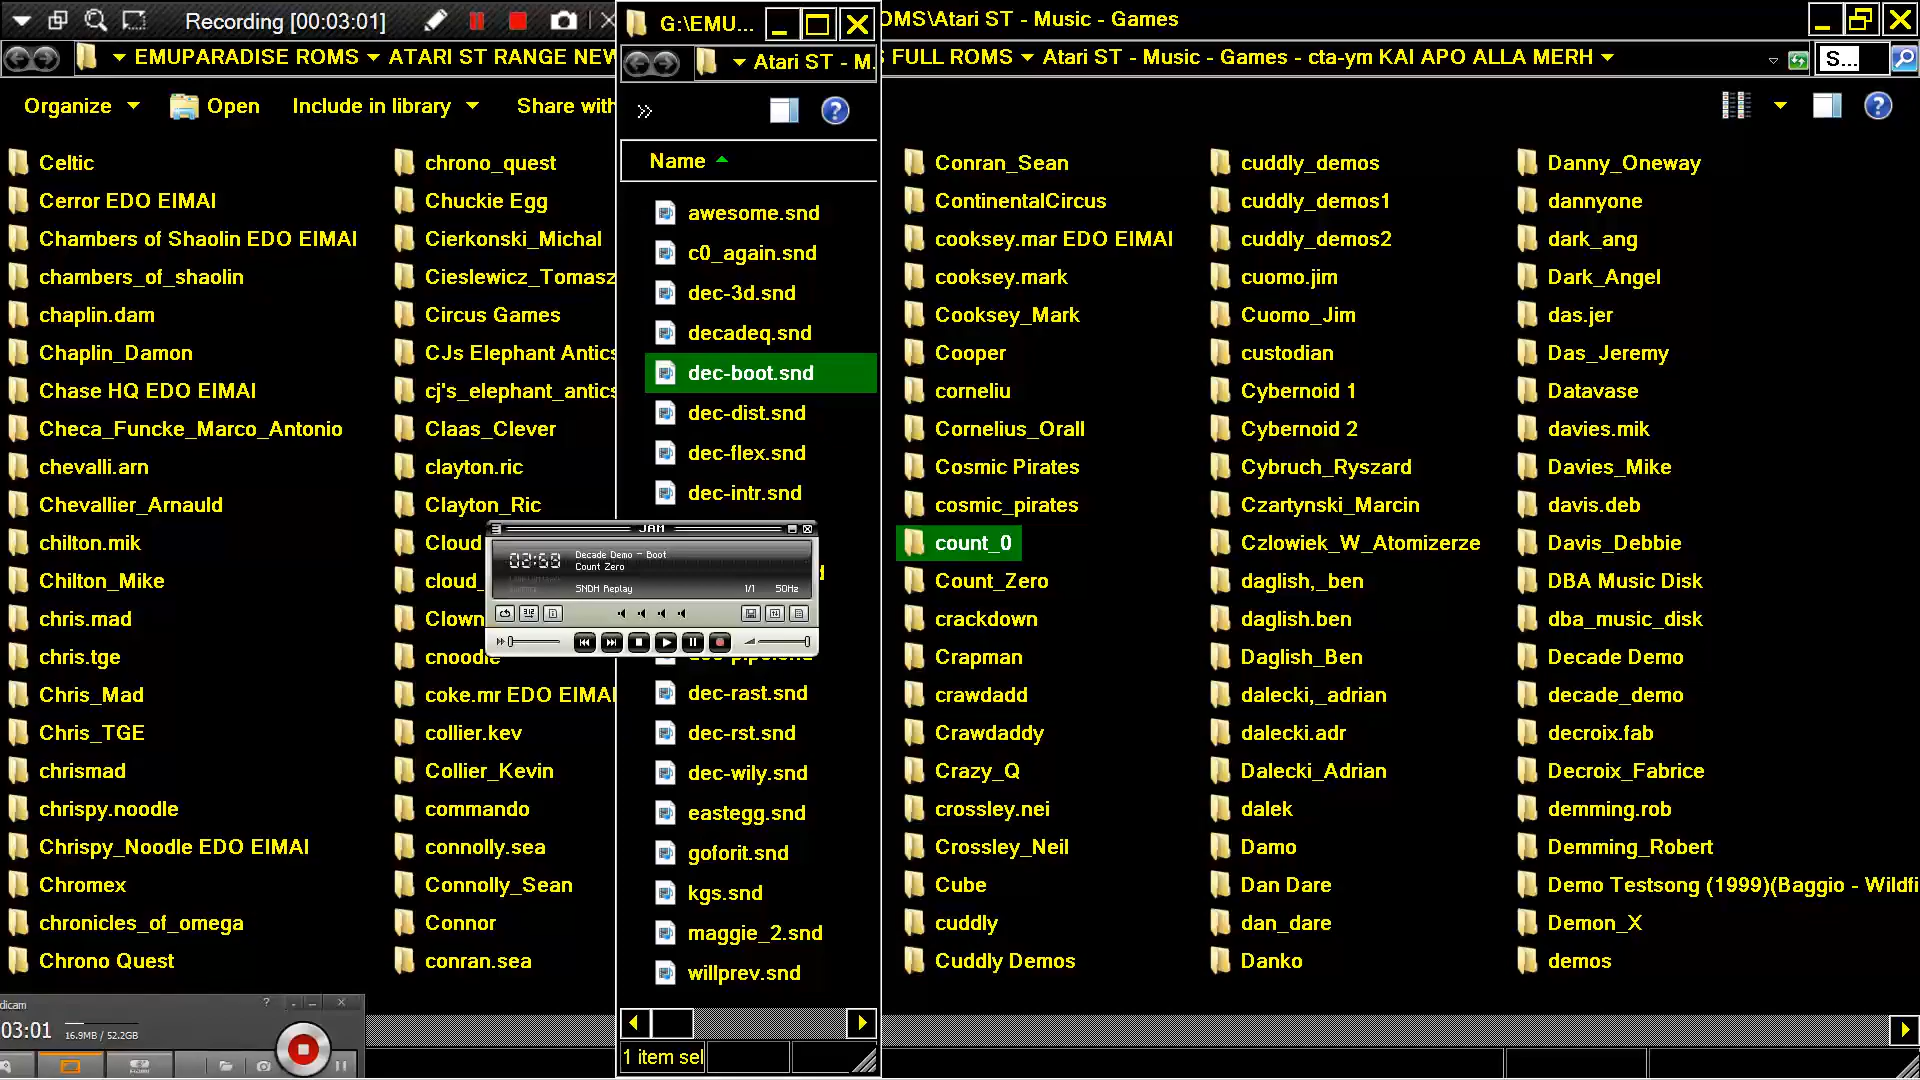 Recording [00:03:01]
G:\EMU...
OMS\Atari ST - Music - Games
EMUPARADISE ROMS
ATARI ST RANGE NEW
Atari ST - M.
FULL ROMS
Atari ST - Music - Games - cta-ym KAI APO ALLA MERH
S...
Organize
Open
Include in library
Share with
Name
Celtic
Cerror EDO EIMAI
Chambers of Shaolin EDO EIMAI
chambers_of_shaolin
chaplin.dam
Chaplin_Damon
Chase HQ EDO EIMAI
Checa_Funcke_Marco_Antonio
chevalli.arn
Chevallier_Arnauld
chilton.mik
Chilton_Mike
chris.mad
chris.tge
Chris_Mad
Chris_TGE
chrismad
chrispy.noodle
Chrispy_Noodle EDO EIMAI
Chromex
chronicles_of_omega
Chrono Quest
chrono_quest
Chuckie Egg
Cierkonski_Michal
Cieslewicz_Tomasz
Circus Games
CJs Elephant Antics
cj's_elephant_antics
Claas_Clever
clayton.ric
Clayton_Ric
Cloud
cloud_
Clown
cnoodle
coke.mr EDO EIMAI
collier.kev
Collier_Kevin
commando
connolly.sea
Connolly_Sean
Connor
conran.sea
awesome.snd
c0_again.snd
dec-3d.snd
decadeq.snd
dec-boot.snd
dec-dist.snd
dec-flex.snd
dec-intr.snd
JAM
Decade Demo - Boot
Count Zero
SNDH Replay
1/1
50Hz
dec-rast.snd
dec-rst.snd
dec-wily.snd
eastegg.snd
goforit.snd
kgs.snd
maggie_2.snd
willprev.snd
1 item sel
Conran_Sean
ContinentalCircus
cooksey.mar EDO EIMAI
cooksey.mark
Cooksey_Mark
Cooper
corneliu
Cornelius_Orall
Cosmic Pirates
cosmic_pirates
count_0
Count_Zero
crackdown
Crapman
crawdadd
Crawdaddy
Crazy_Q
crossley.nei
Crossley_Neil
Cube
cuddly
Cuddly Demos
cuddly_demos
cuddly_demos1
cuddly_demos2
cuomo.jim
Cuomo_Jim
custodian
Cybernoid 1
Cybernoid 2
Cybruch_Ryszard
Czartynski_Marcin
Czlowiek_W_Atomizerze
daglish,_ben
daglish.ben
Daglish_Ben
dalecki,_adrian
dalecki.adr
Dalecki_Adrian
dalek
Damo
Dan Dare
dan_dare
Danko
Danny_Oneway
dannyone
dark_ang
Dark_Angel
das.jer
Das_Jeremy
Datavase
davies.mik
Davies_Mike
davis.deb
Davis_Debbie
DBA Music Disk
dba_music_disk
Decade Demo
decade_demo
decroix.fab
Decroix_Fabrice
demming.rob
Demming_Robert
Demo Testsong (1999)(Baggio - Wildfi
Demon_X
demos
dicam
03:01
16.9MB / 52.2GB